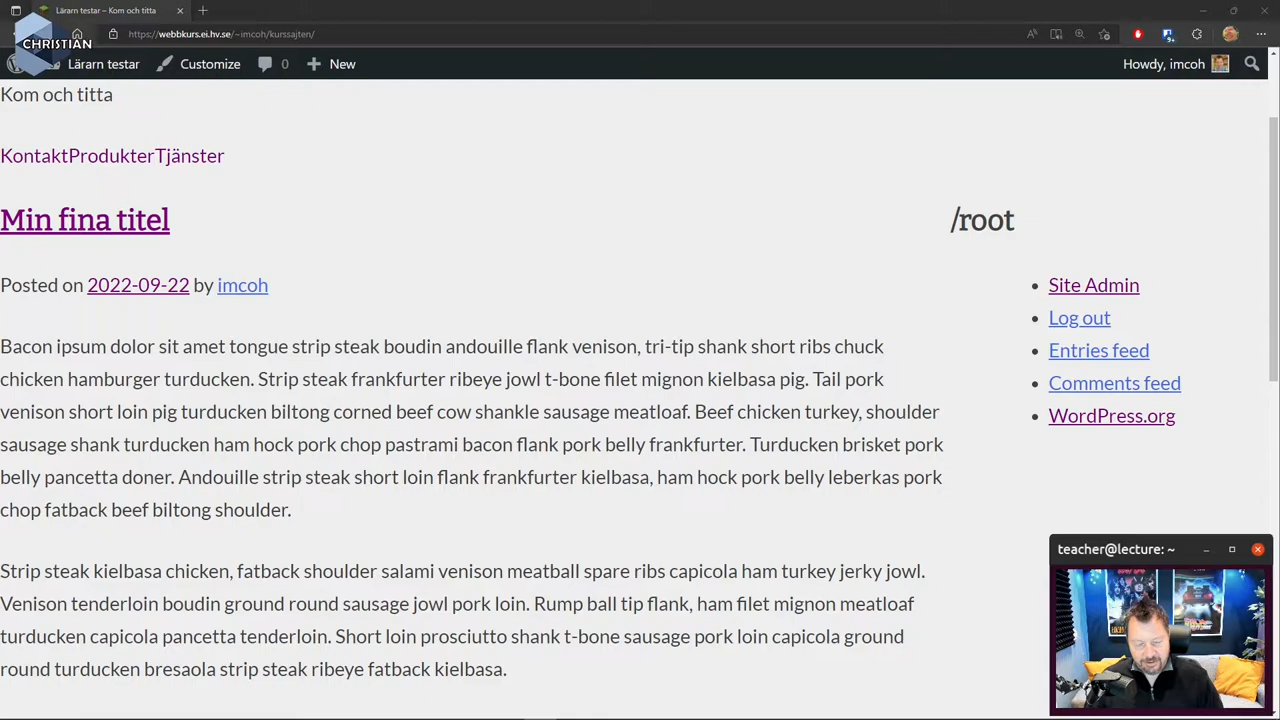 Lärarn testar – Kom och titta
https://webbkurs.ei.hv.se/~imcoh/kurssajten/
CHRISTIAN
Lärarn testar
Customize
0
New
Howdy, imcoh
Kom och titta
KontaktProdukterTjänster
Min fina titel
Posted on 2022-09-22 by imcoh
Bacon ipsum dolor sit amet tongue strip steak boudin andouille flank venison, tri-tip shank short ribs chuck
chicken hamburger turducken. Strip steak frankfurter ribeye jowl t-bone filet mignon kielbasa pig. Tail pork
venison short loin pig turducken biltong corned beef cow shankle sausage meatloaf. Beef chicken turkey, shoulder
sausage shank turducken ham hock pork chop pastrami bacon flank pork belly frankfurter. Turducken brisket pork
belly pancetta doner. Andouille strip steak short loin flank frankfurter kielbasa, ham hock pork belly leberkas pork
chop fatback beef biltong shoulder.
Strip steak kielbasa chicken, fatback shoulder salami venison meatball spare ribs capicola ham turkey jerky jowl.
Venison tenderloin boudin ground round sausage jowl pork loin. Rump ball tip flank, ham filet mignon meatloaf
turducken capicola pancetta tenderloin. Short loin prosciutto shank t-bone sausage pork loin capicola ground
round turducken bresaola strip steak ribeye fatback kielbasa.
/root
Site Admin
Log out
Entries feed
Comments feed
WordPress.org
teacher@lecture: ~